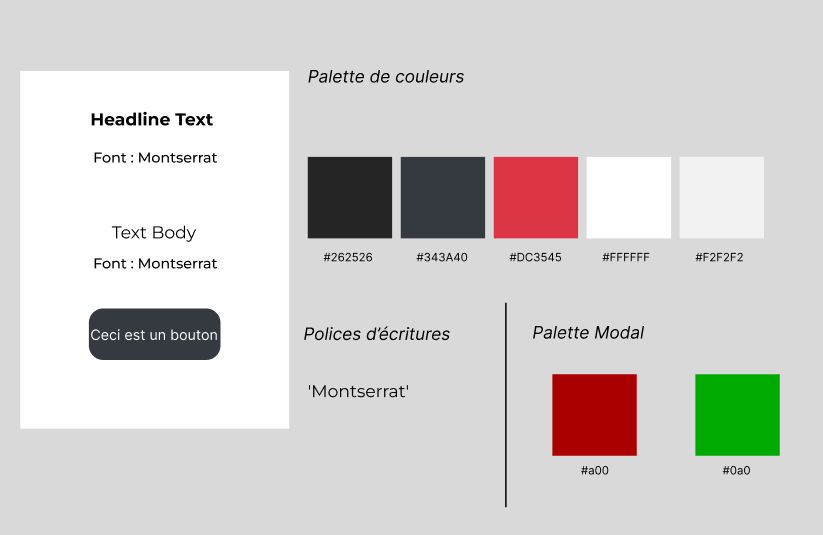 Headline Text
Font : Montserrat
Text Body
Font : Montserrat
Ceci est un bouton
Palette de couleurs
#262526
#343A40
#DC3545
#FFFFFF
#F2F2F2
Polices d’écritures
'Montserrat'
Palette Modal
#a00
#0a0